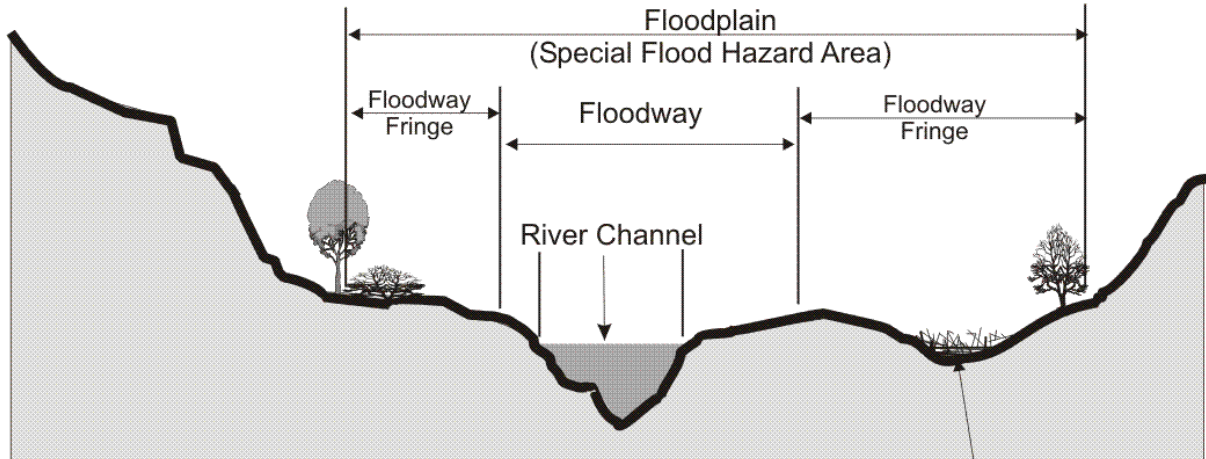 Floodplain
(Special Flood Hazard Area)
Floodway
Fringe
Floodway
Floodway
Fringe
River Channel